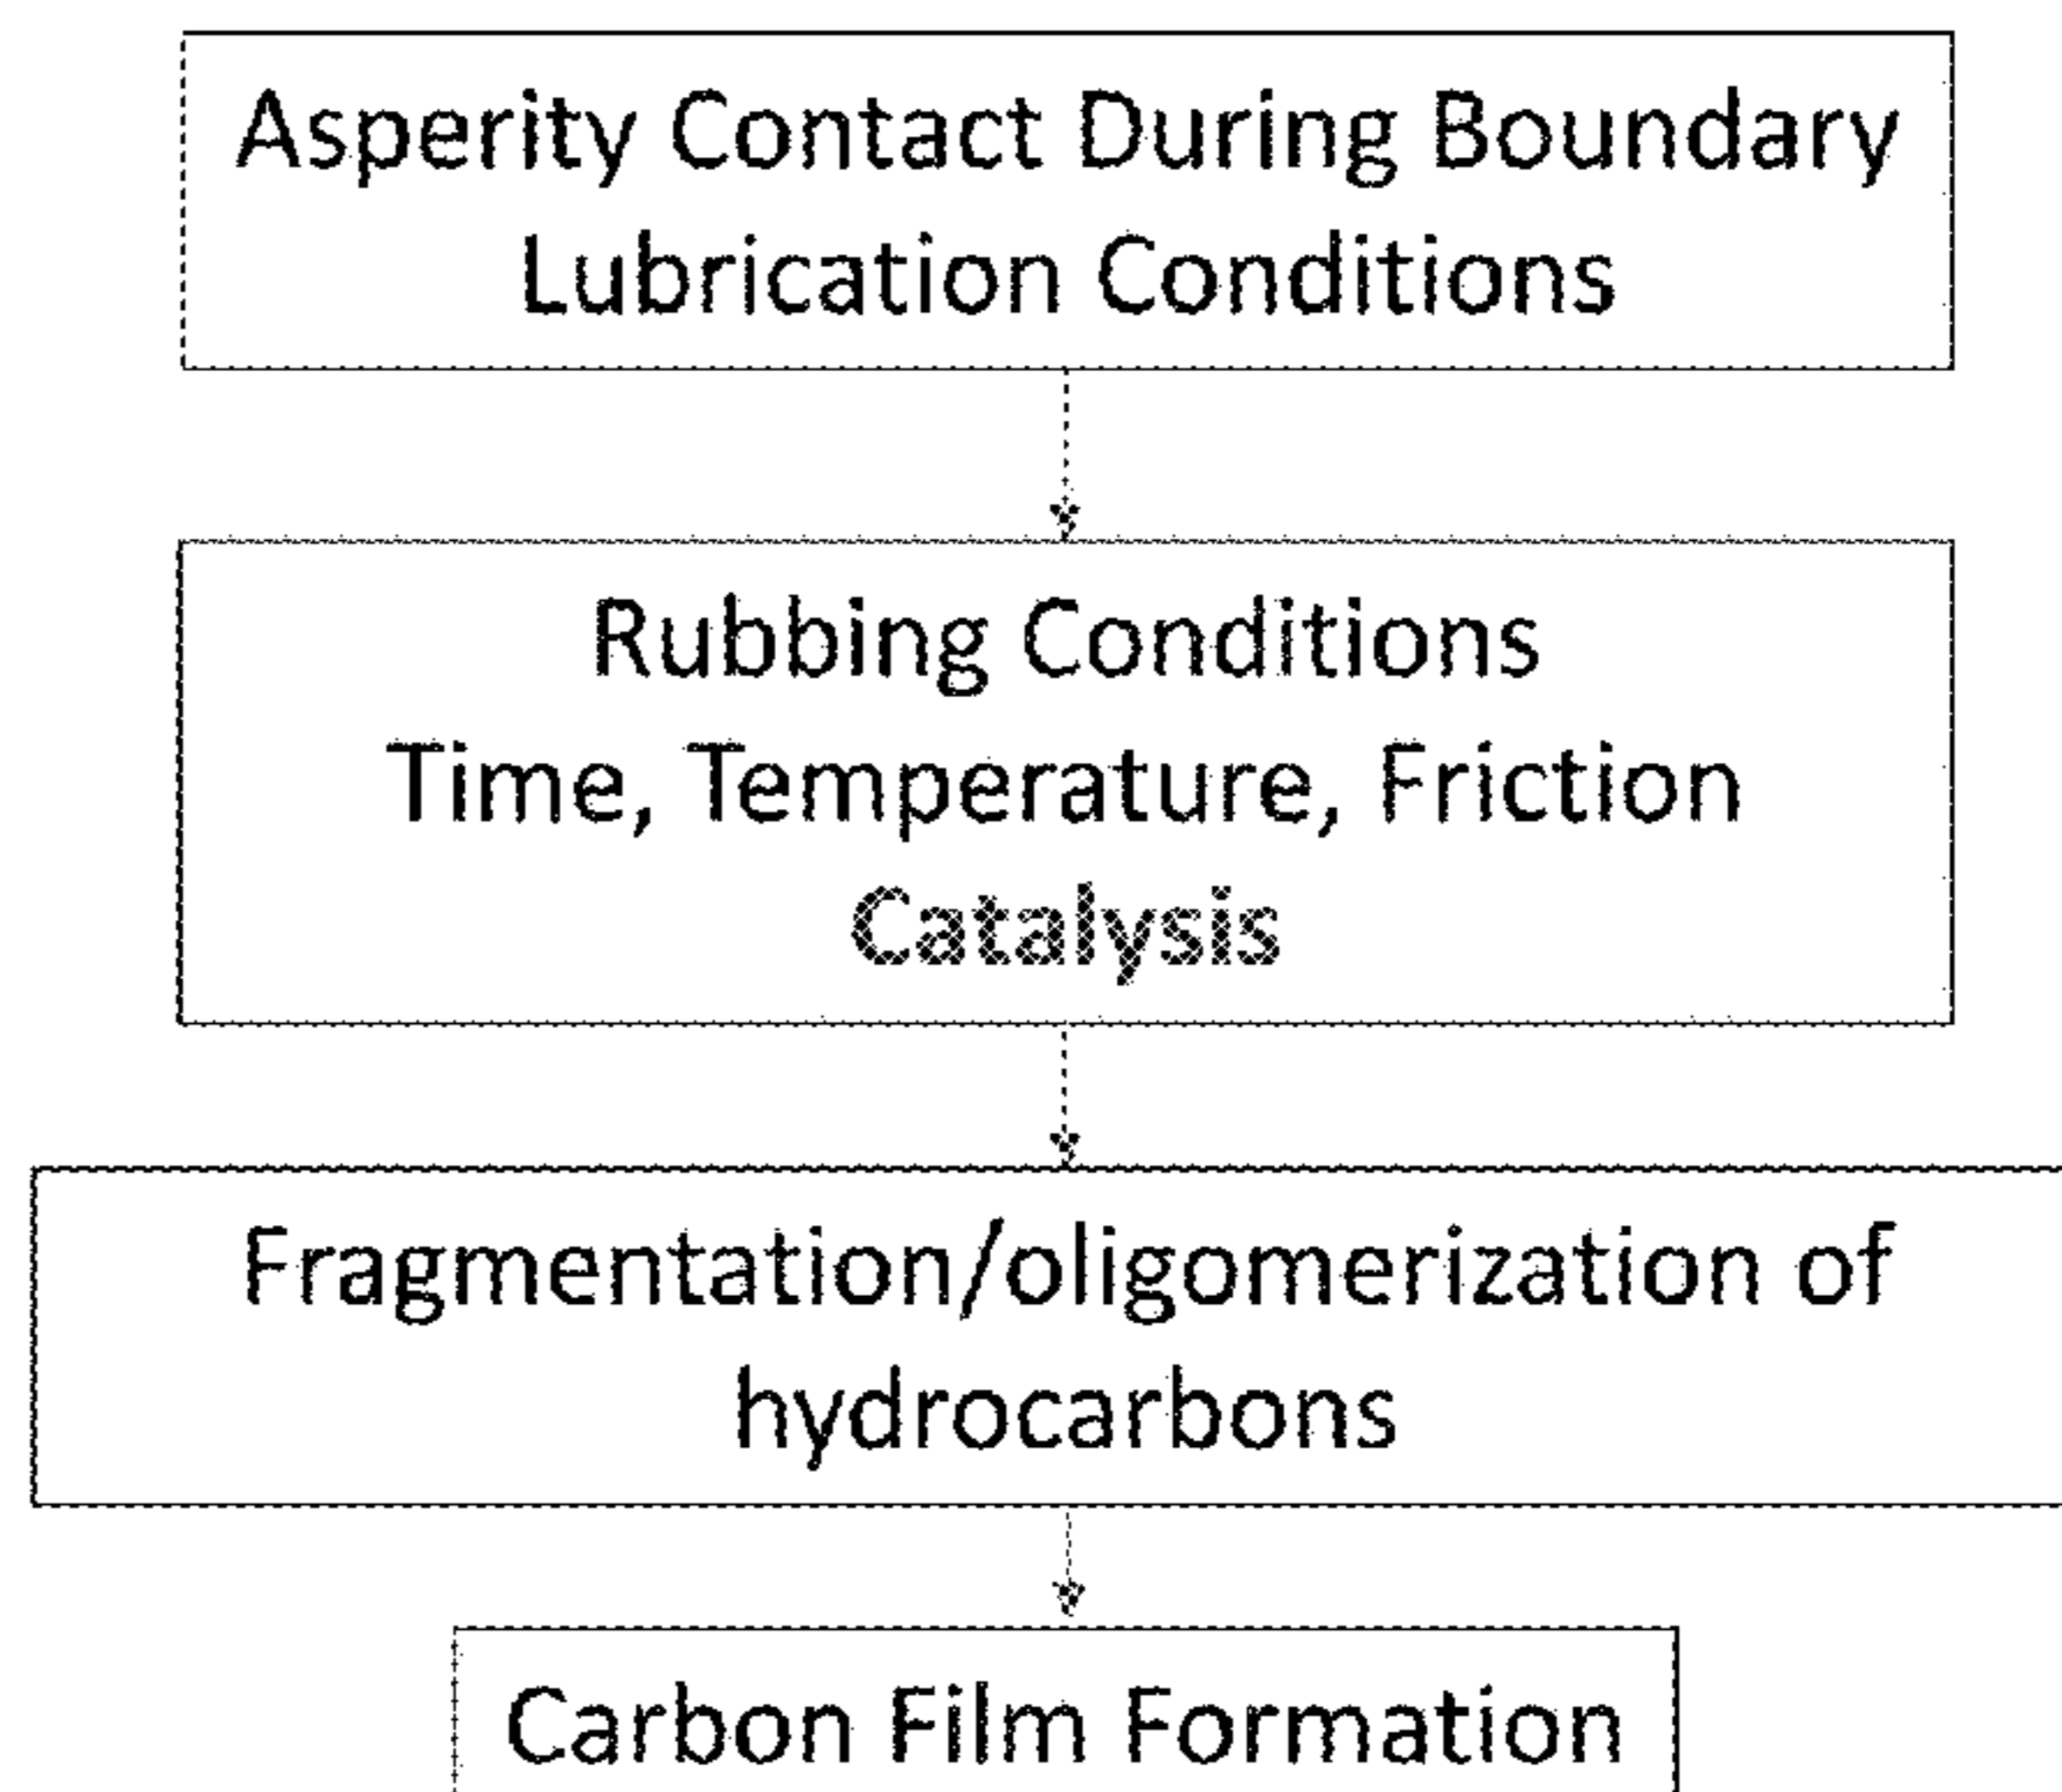 Asperity Contact During Boundary
Lubrication Conditions
Rubbing Conditions
Time, Temperature, Friction
Catalysis
Fragmentation/oligomerization of
hydrocarbons
Carbon Film Formation